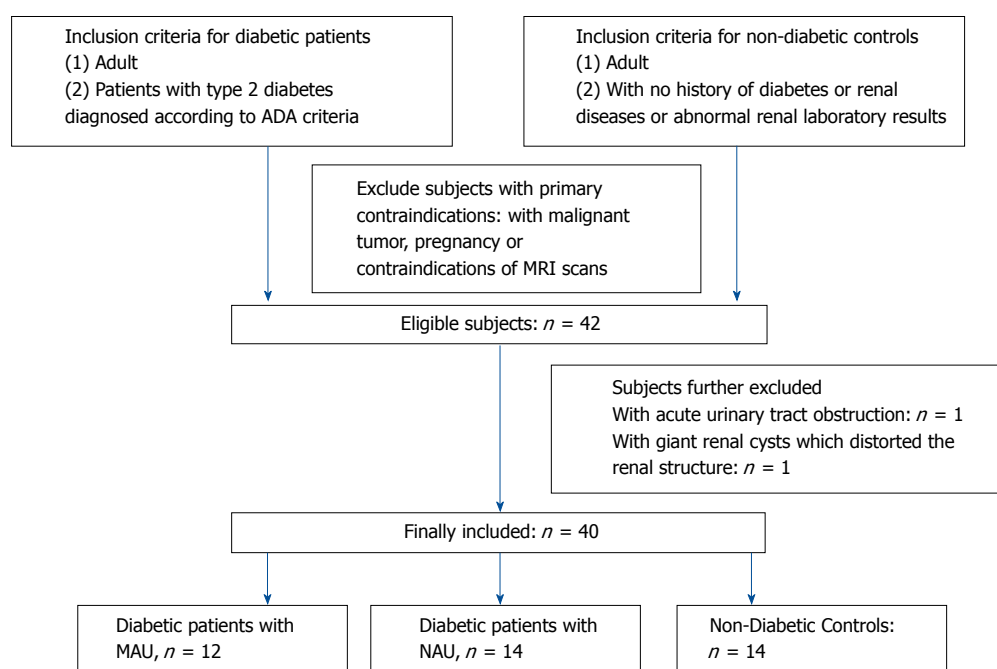 Inclusion criteria for diabetic patients
(1) Adult
(2) Patients with type 2 diabetes
diagnosed according to ADA criteria
Inclusion criteria for non-diabetic controls
(1) Adult
(2) With no history of diabetes or renal
diseases or abnormal renal laboratory results
Exclude subjects with primary
contraindications: with malignant
tumor, pregnancy or
contraindications of MRI scans
Eligible subjects: n = 42
Subjects further excluded
With acute urinary tract obstruction: n = 1
With giant renal cysts which distorted the
renal structure: n = 1
Finally included: n = 40
Diabetic patients with
MAU, n = 12
Diabetic patients with
NAU, n = 14
Non-Diabetic Controls:
n = 14